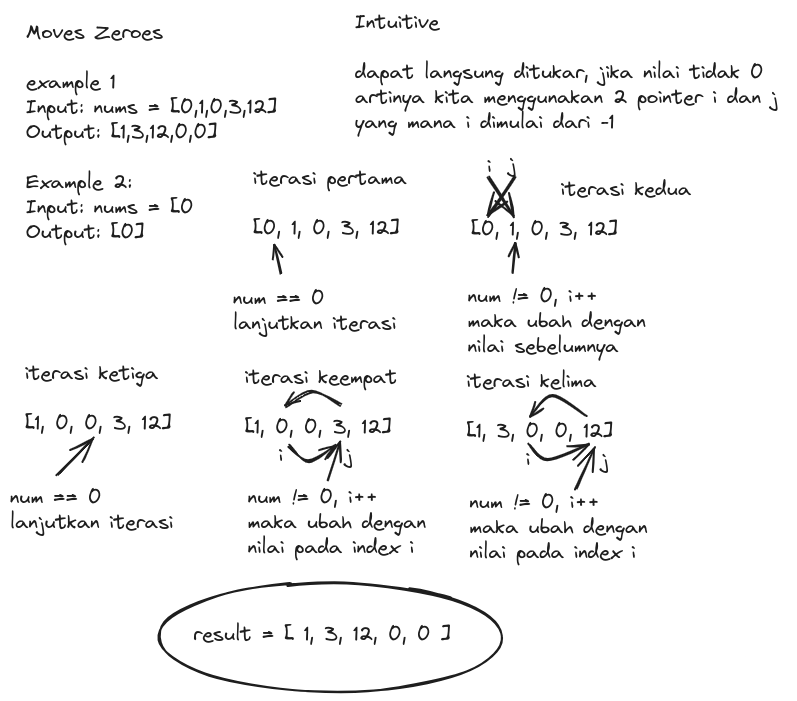 Moves Zeroes
example 1
Input: nums = [0,1,0,3,12]
Output: [1,3,12,0,0]
Example 2:
Input: nums = [0
Output: [0]
Intuitive
dapat langsung ditukar, jika nilai tidak 0
artinya kita menggunakan 2 pointer i dan j
yang mana i dimulai dari -1
iterasi pertama
[0, 1, 0, 3, 12]
num == 0
lanjutkan iterasi
i j
iterasi kedua
[0, 1, 0, 3, 12]
num != 0, i++
maka ubah dengan
nilai sebelumnya
iterasi ketiga
[1, 0, 0, 3, 12]
num == 0
lanjutkan iterasi
iterasi keempat
[1, 0, 0, 3, 12]
i j
num != 0, i++
maka ubah dengan
nilai pada index i
iterasi kelima
[1, 3, 0, 0, 12]
i j
num != 0, i++
maka ubah dengan
nilai pada index i
result = [ 1, 3, 12, 0, 0 ]